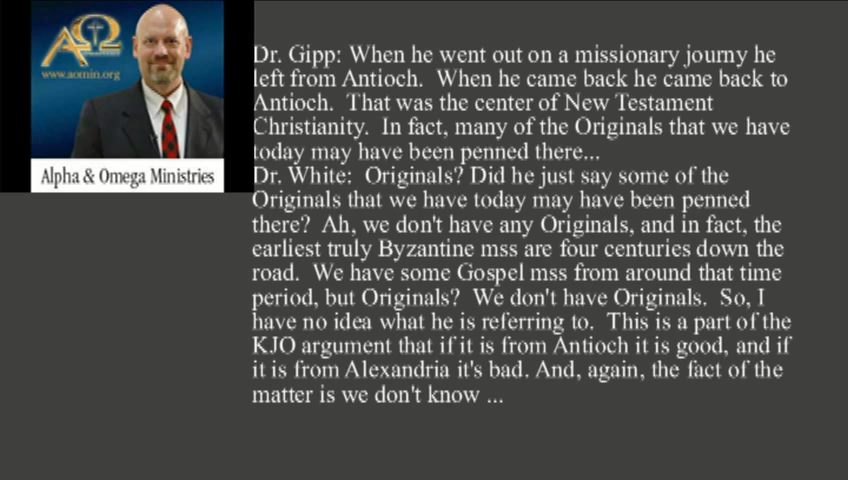 ΑΩ
www.aomin.org
Alpha & Omega Ministries
Dr. Gipp: When he went out on a missionary journy he
left from Antioch. When he came back he came back to
Antioch. That was the center of New Testament
Christianity. In fact, many of the Originals that we have
today may have been penned there...
Dr. White: Originals? Did he just say some of the
Originals that we have today may have been penned
there? Ah, we don't have any Originals, and in fact, the
earliest truly Byzantine mss are four centuries down the
road. We have some Gospel mss from around that time
period, but Originals? We don't have Originals. So, I
have no idea what he is referring to. This is a part of the
KJO argument that if it is from Antioch it is good, and if
it is from Alexandria it's bad. And, again, the fact of the
matter is we don't know ...